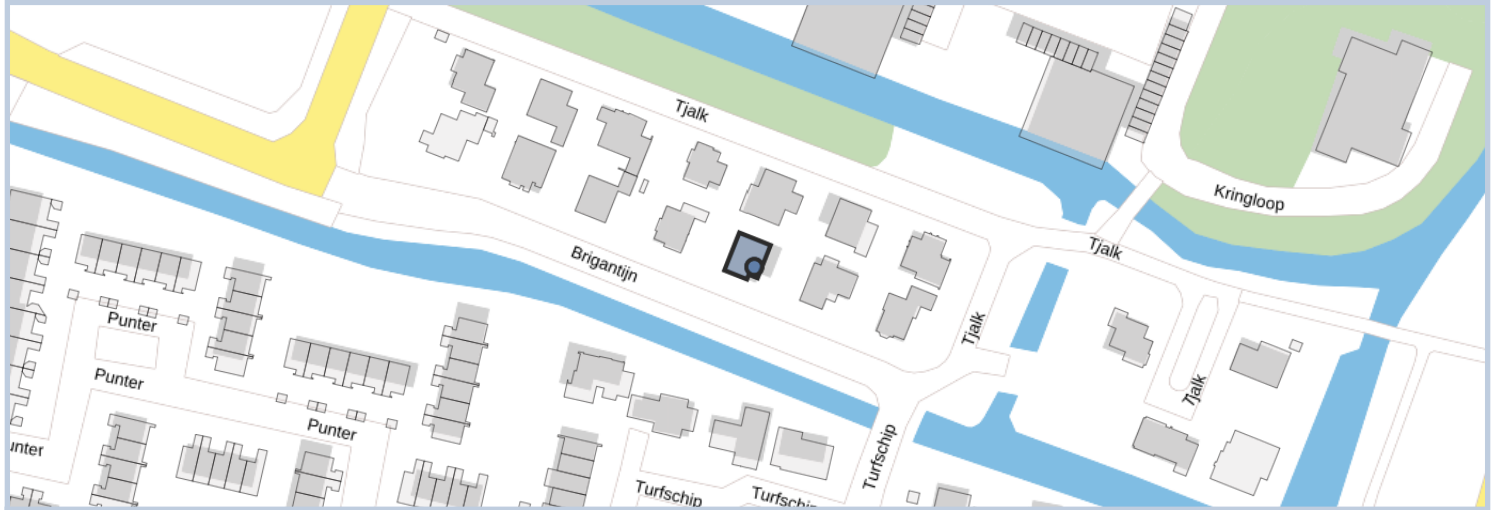 Tjalk
Kringloop
Tjalk
Brigantijn
Tjalk
Punter
Punter
Tjalk
Punter
unter
Turfschip
Turfschip
Turfschip